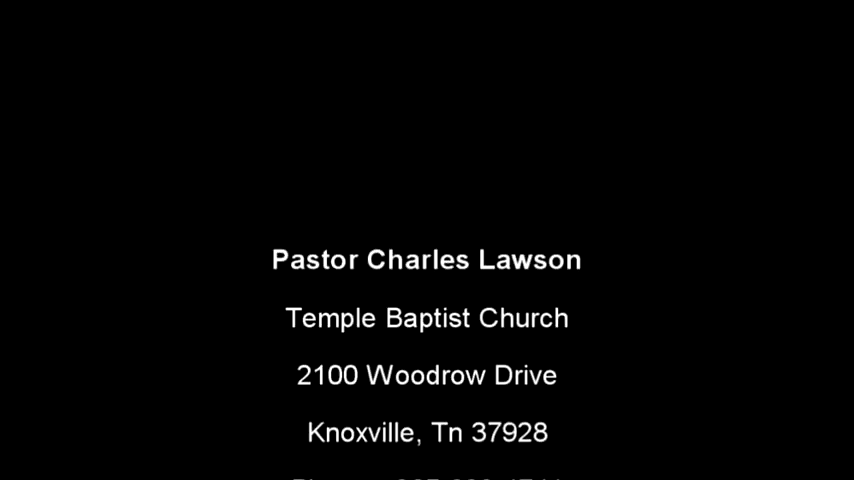 Pastor Charles Lawson
Temple Baptist Church
2100 Woodrow Drive
Knoxville, Tn 37928